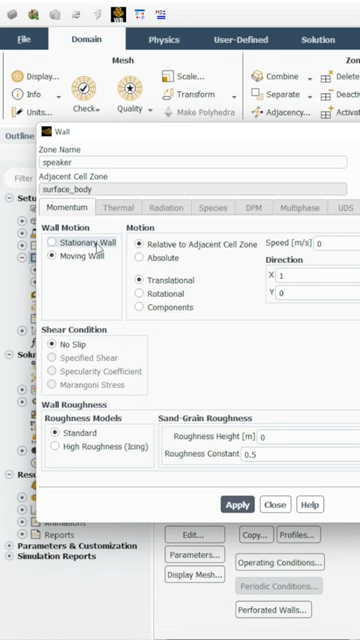 WB
File Domain Physics User-Defined Solution
Mesh
Display... Scale... Combine Delete
Info Transform Separate
Units... Check Quality Make Polyhedra Adjacency...
Outline
Wall
Zone Name
speaker
Adjacent Cell Zone
Filter
surface_body
Momentum Thermal Radiation Species DPM Multiphase UDS
Wall Motion Motion
Stationary Wall Relative to Adjacent Cell Zone Speed [m/s] 0
Moving Wall Absolute Direction
Translational X 1
Rotational Y 0
Components
Shear Condition
No Slip
Specified Shear
Specularity Coefficient
Marangoni Stress
Wall Roughness
Roughness Models Sand-Grain Roughness
Standard Roughness Height [m] 0
High Roughness (Icing) Roughness Constant 0.5
Apply Close Help
Animations
Reports
Parameters & Customization
Simulation Reports
Edit... Copy... Profiles...
Parameters... Operating Conditions...
Display Mesh... Periodic Conditions...
Perforated Walls...